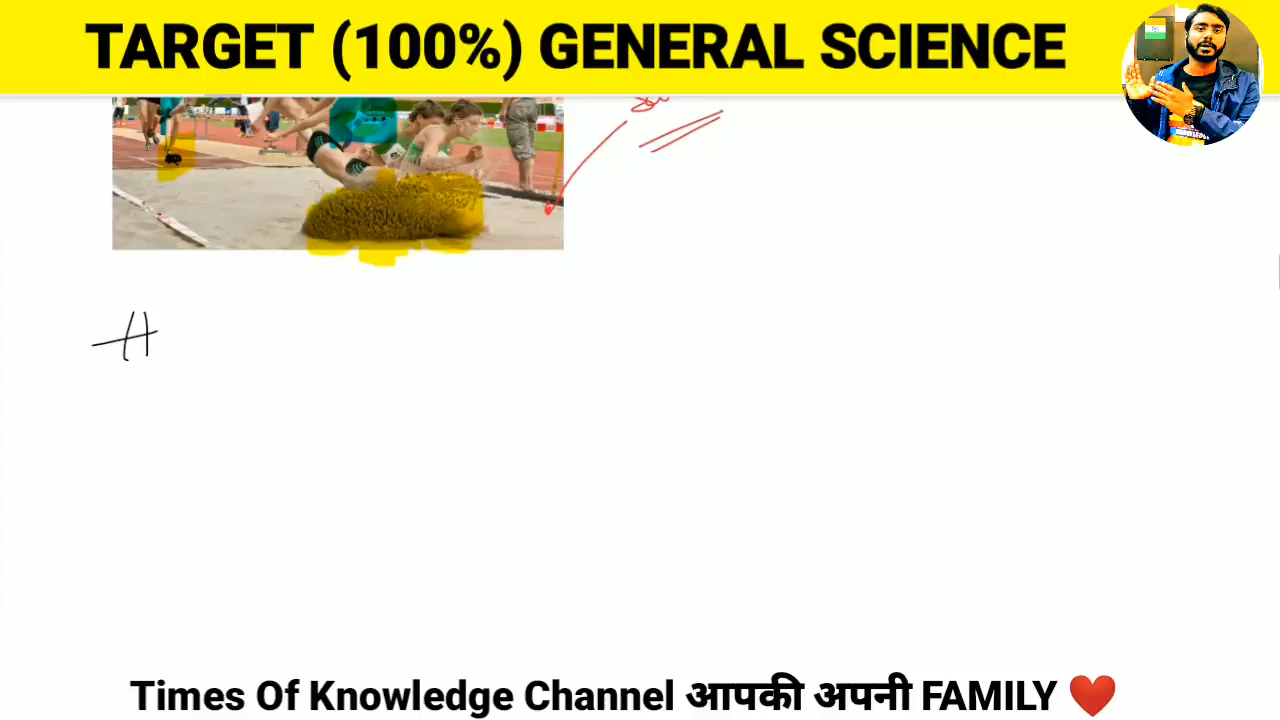 TARGET (100%) GENERAL SCIENCE
Times Of Knowledge Channel आपकी अपनी FAMILY ❤️